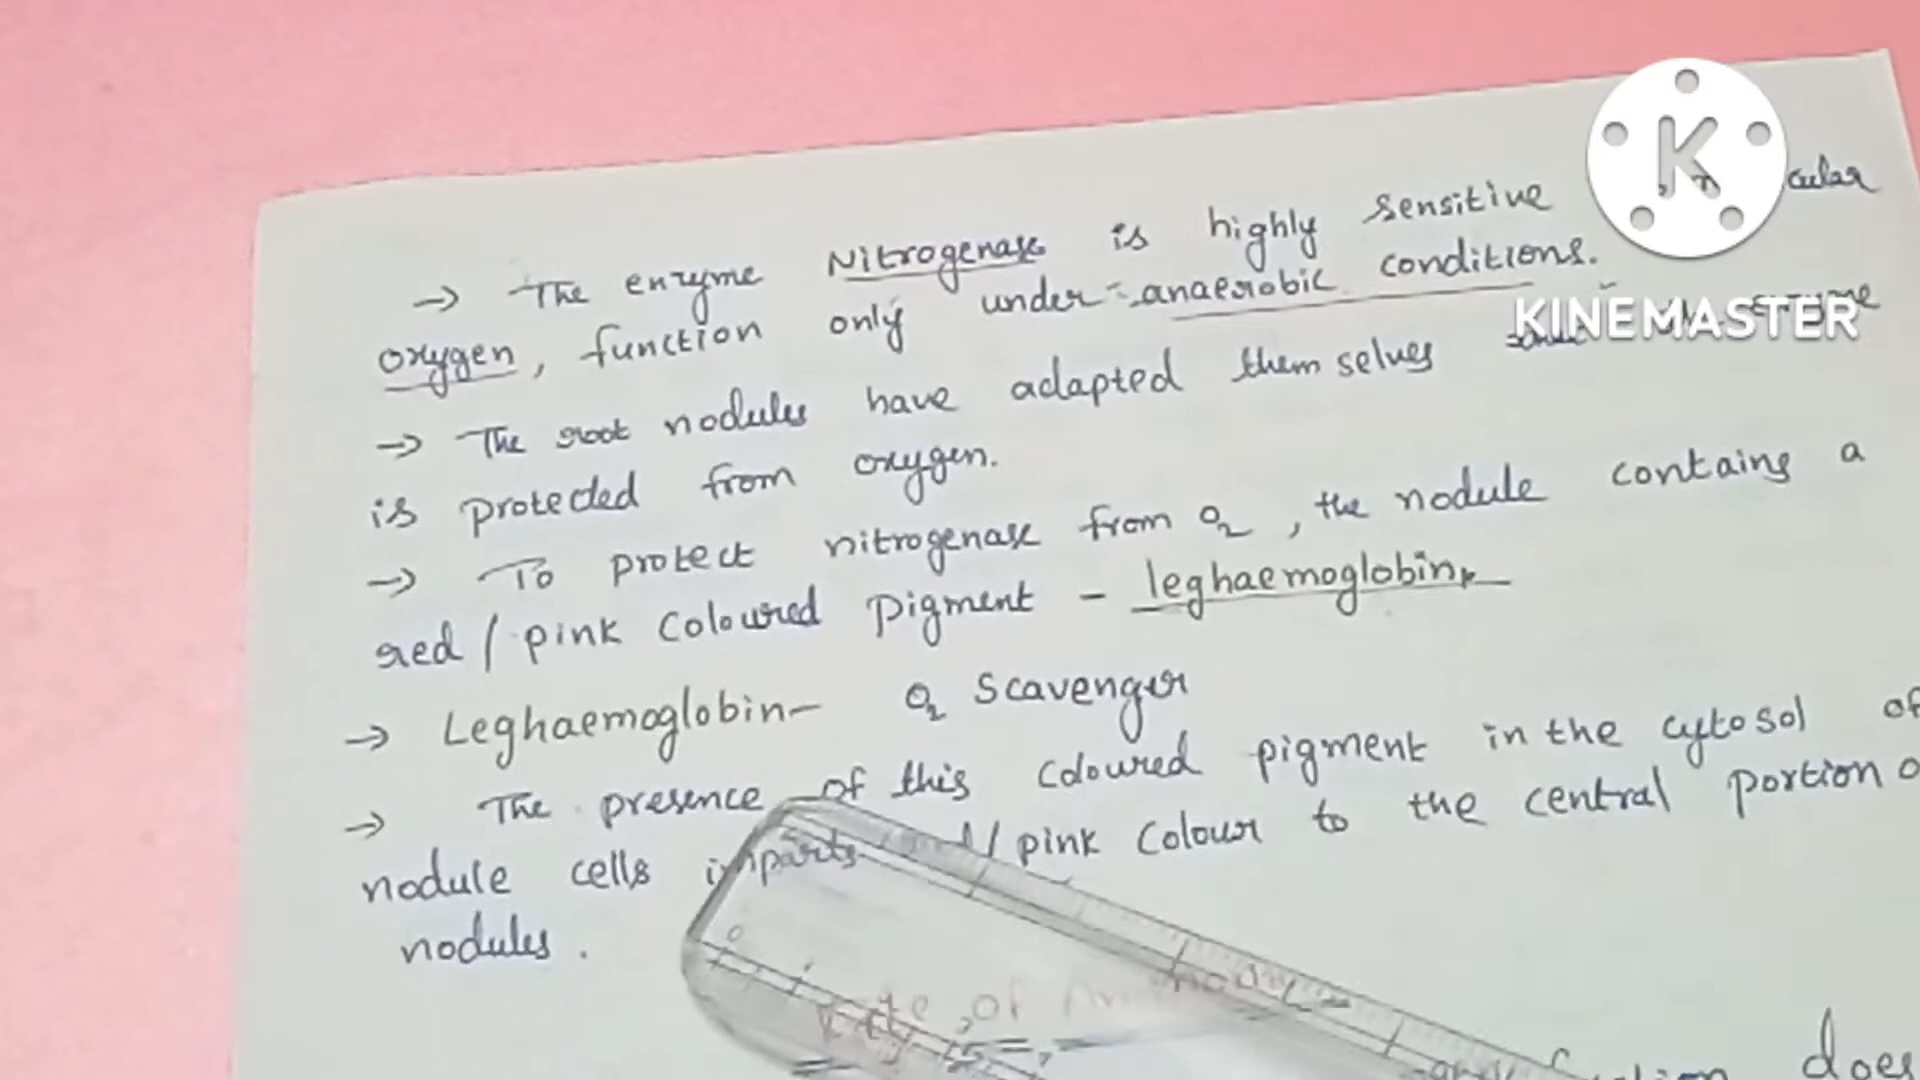 → The enzyme Nitrogenase is highly sensitive
oxygen, function only under anaerobic conditions.
→ The root nodules have adapted themselves enzyme
is protected from oxygen.
→ To protect nitrogenase from O2, the nodule contains a
red / pink coloured pigment - leghaemoglobin
→ Leghaemoglobin - O2 scavenger
→ The presence of this coloured pigment in the cytosol of
nodule cells imparts / pink colour to the central portion
nodules.
of
does
K
KINEMASTER